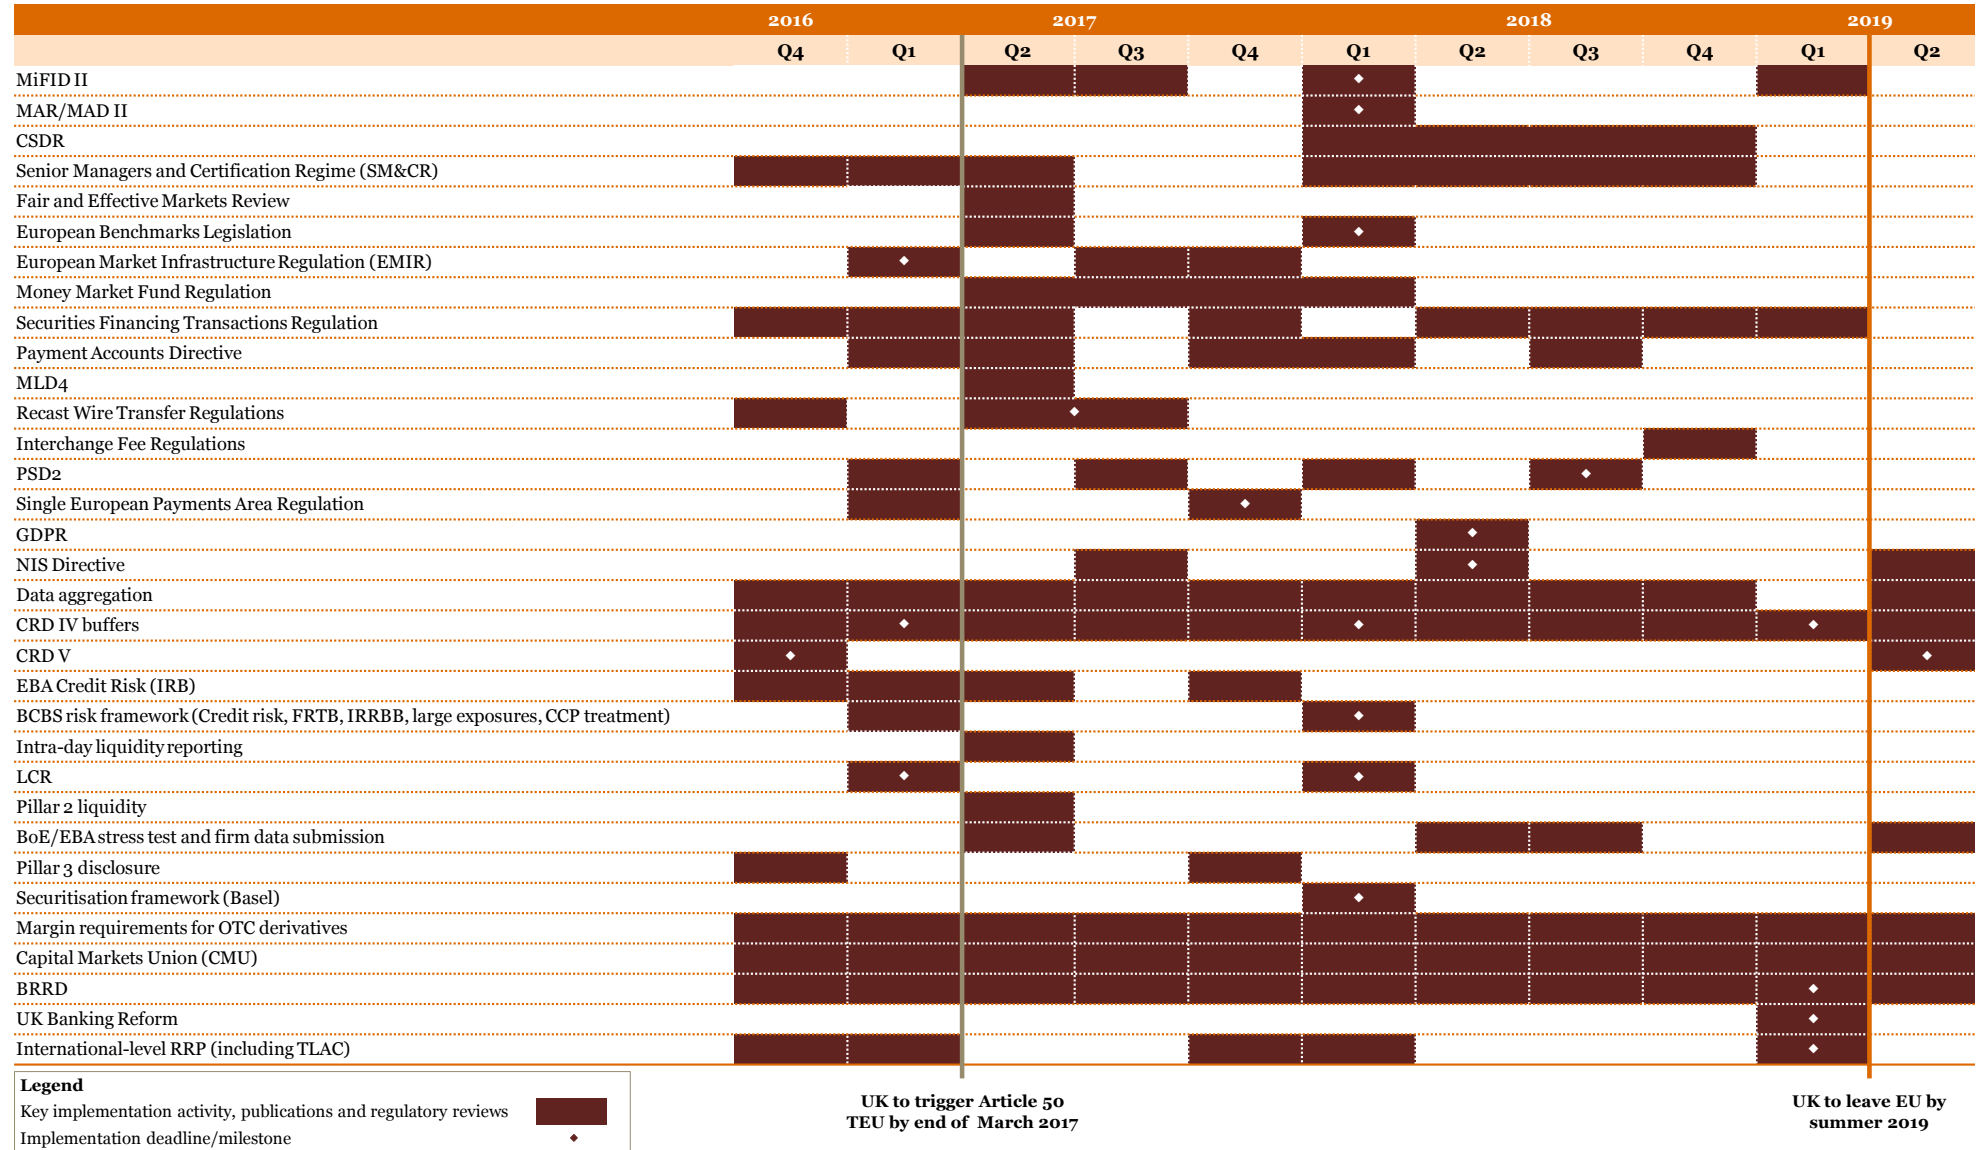 2016 2017 2018 2019
Q4 Q1 Q2 Q3 Q4 Q1 Q2 Q3 Q4 Q1 Q2
MiFID II
MAR/MAD II
CSDR
Senior Managers and Certification Regime (SM&CR)
Fair and Effective Markets Review
European Benchmarks Legislation
European Market Infrastructure Regulation (EMIR)
Money Market Fund Regulation
Securities Financing Transactions Regulation
Payment Accounts Directive
MLD4
Recast Wire Transfer Regulations
Interchange Fee Regulations
PSD2
Single European Payments Area Regulation
GDPR
NIS Directive
Data aggregation
CRD IV buffers
CRD V
EBA Credit Risk (IRB)
BCBS risk framework (Credit risk, FRTB, IRRBB, large exposures, CCP treatment)
Intra-day liquidity reporting
LCR
Pillar 2 liquidity
BoE/EBA stress test and firm data submission
Pillar 3 disclosure
Securitisation framework (Basel)
Margin requirements for OTC derivatives
Capital Markets Union (CMU)
BRRD
UK Banking Reform
International-level RRP (including TLAC)
Legend
Key implementation activity, publications and regulatory reviews
Implementation deadline/milestone
UK to trigger Article 50
TEU by end of March 2017
UK to leave EU by
summer 2019